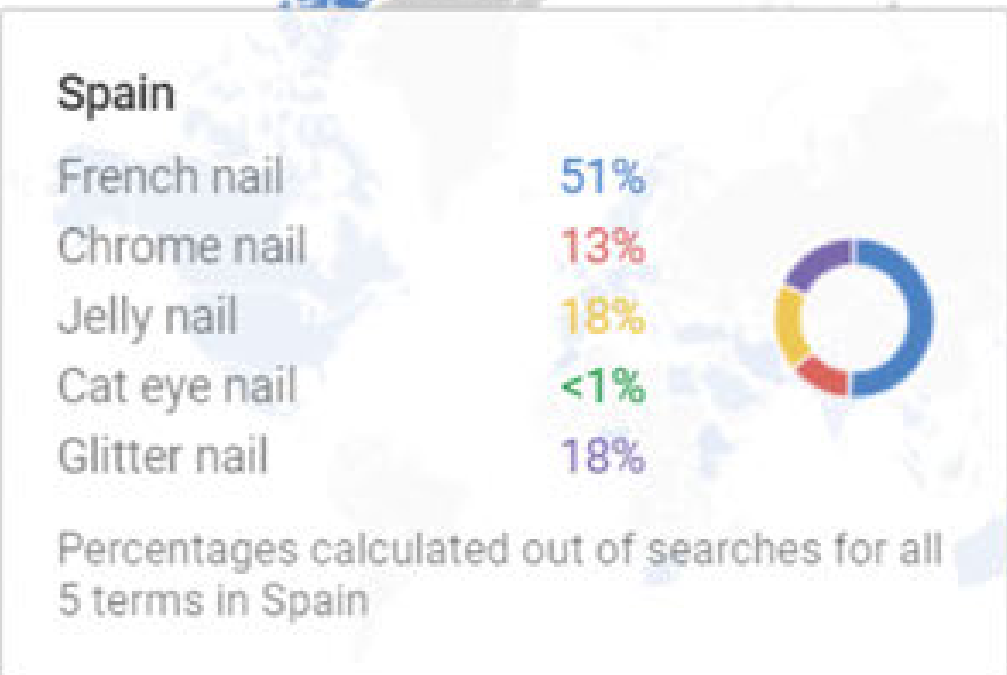 Spain
French nail 51%
Chrome nail 13%
Jelly nail 18%
Cat eye nail <1%
Glitter nail 18%
Percentages calculated out of searches for all
5 terms in Spain